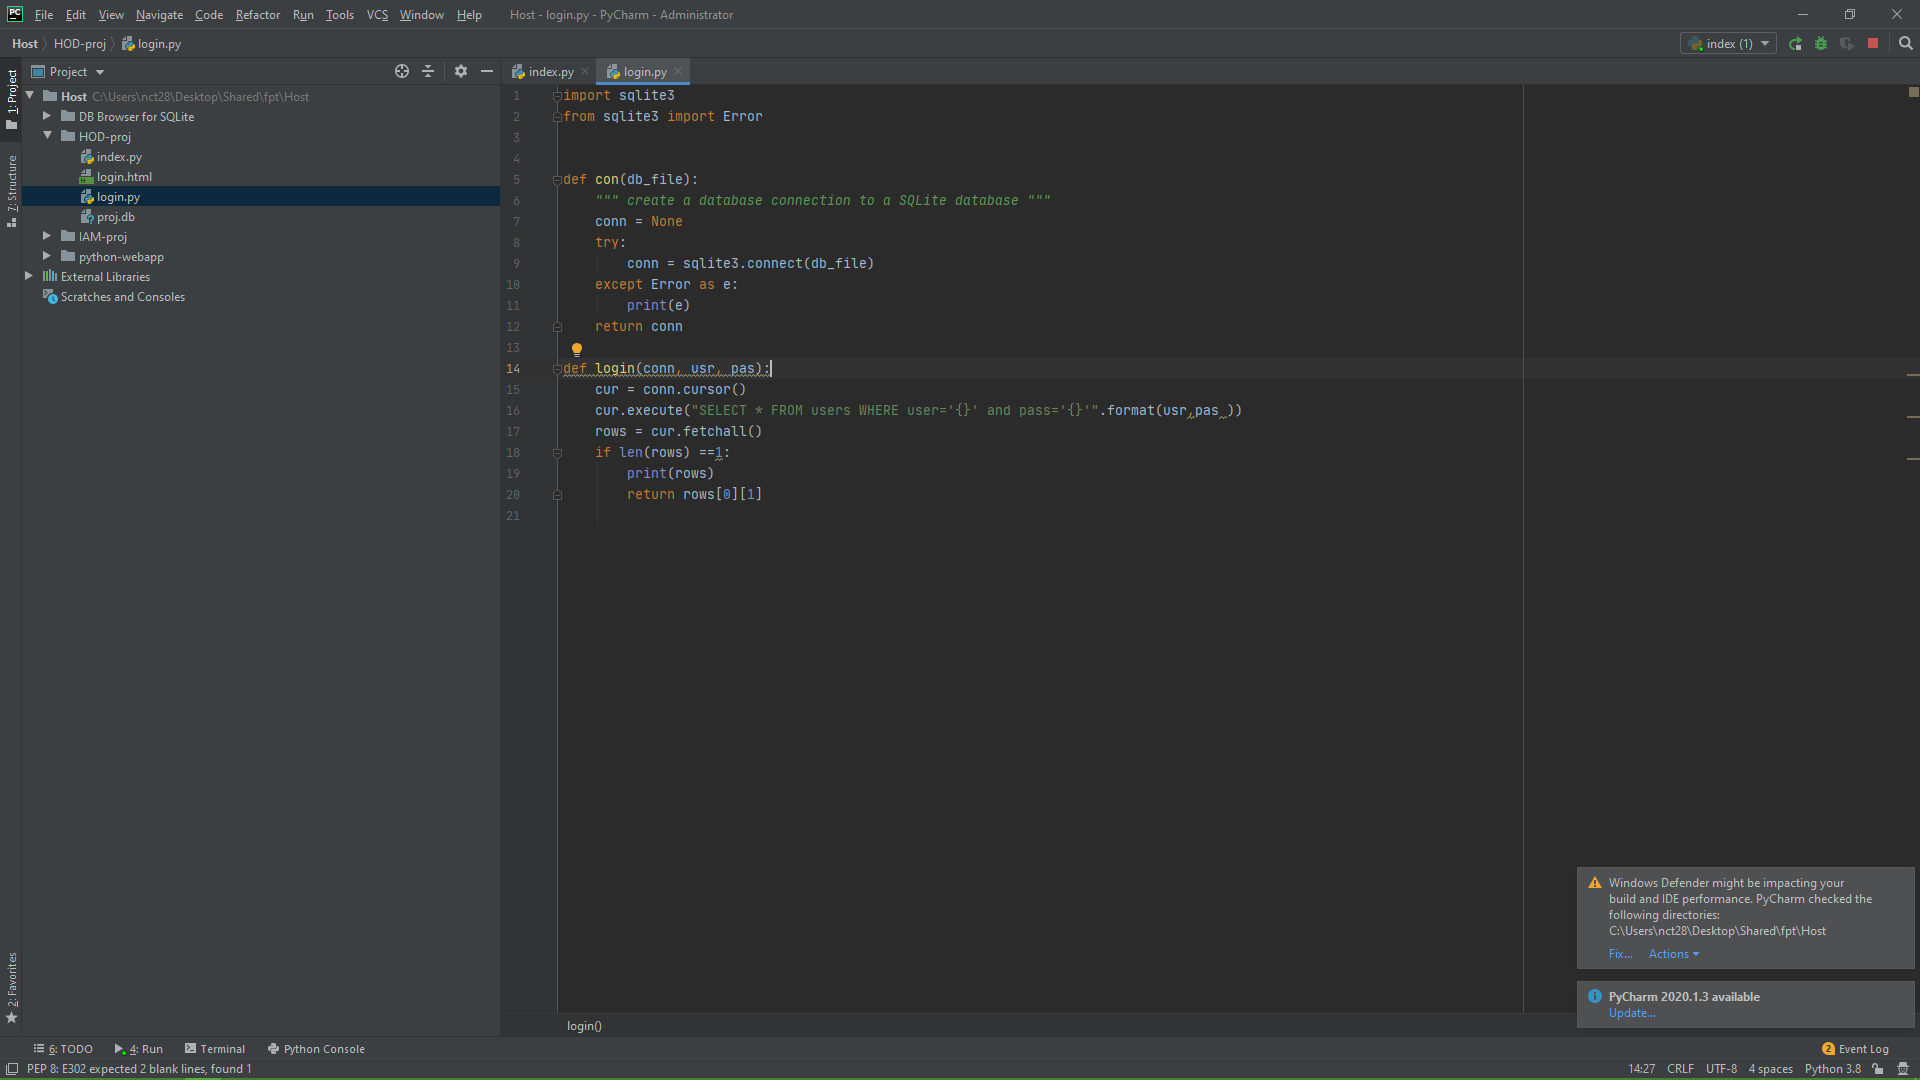 PC File Edit View Navigate Code Refactor Run Tools VCS Window Help Host - login.py - PyCharm - Administrator
Host HOD-proj login.py index (1)
1: Project
7: Structure
2: Favorites
Project
Host C:\Users\nct28\Desktop\Shared\fpt\Host
DB Browser for SQLite
HOD-proj
index.py
login.html
login.py
proj.db
IAM-proj
python-webapp
External Libraries
Scratches and Consoles
index.py login.py
1 import sqlite3
2 from sqlite3 import Error
3
4
5 def con(db_file):
6 """ create a database connection to a SQLite database """
7 conn = None
8 try:
9 conn = sqlite3.connect(db_file)
10 except Error as e:
11 print(e)
12 return conn
13
14 def login(conn, usr, pas):
15 cur = conn.cursor()
16 cur.execute("SELECT * FROM users WHERE user='{}' and pass='{}'".format(usr,pas ))
17 rows = cur.fetchall()
18 if len(rows) ==1:
19 print(rows)
20 return rows[0][1]
21
login()
Windows Defender might be impacting your
build and IDE performance. PyCharm checked the
following directories:
C:\Users\nct28\Desktop\Shared\fpt\Host
Fix... Actions
PyCharm 2020.1.3 available
Update...
6: TODO 4: Run Terminal Python Console 2 Event Log
PEP 8: E302 expected 2 blank lines, found 1 14:27 CRLF UTF-8 4 spaces Python 3.8